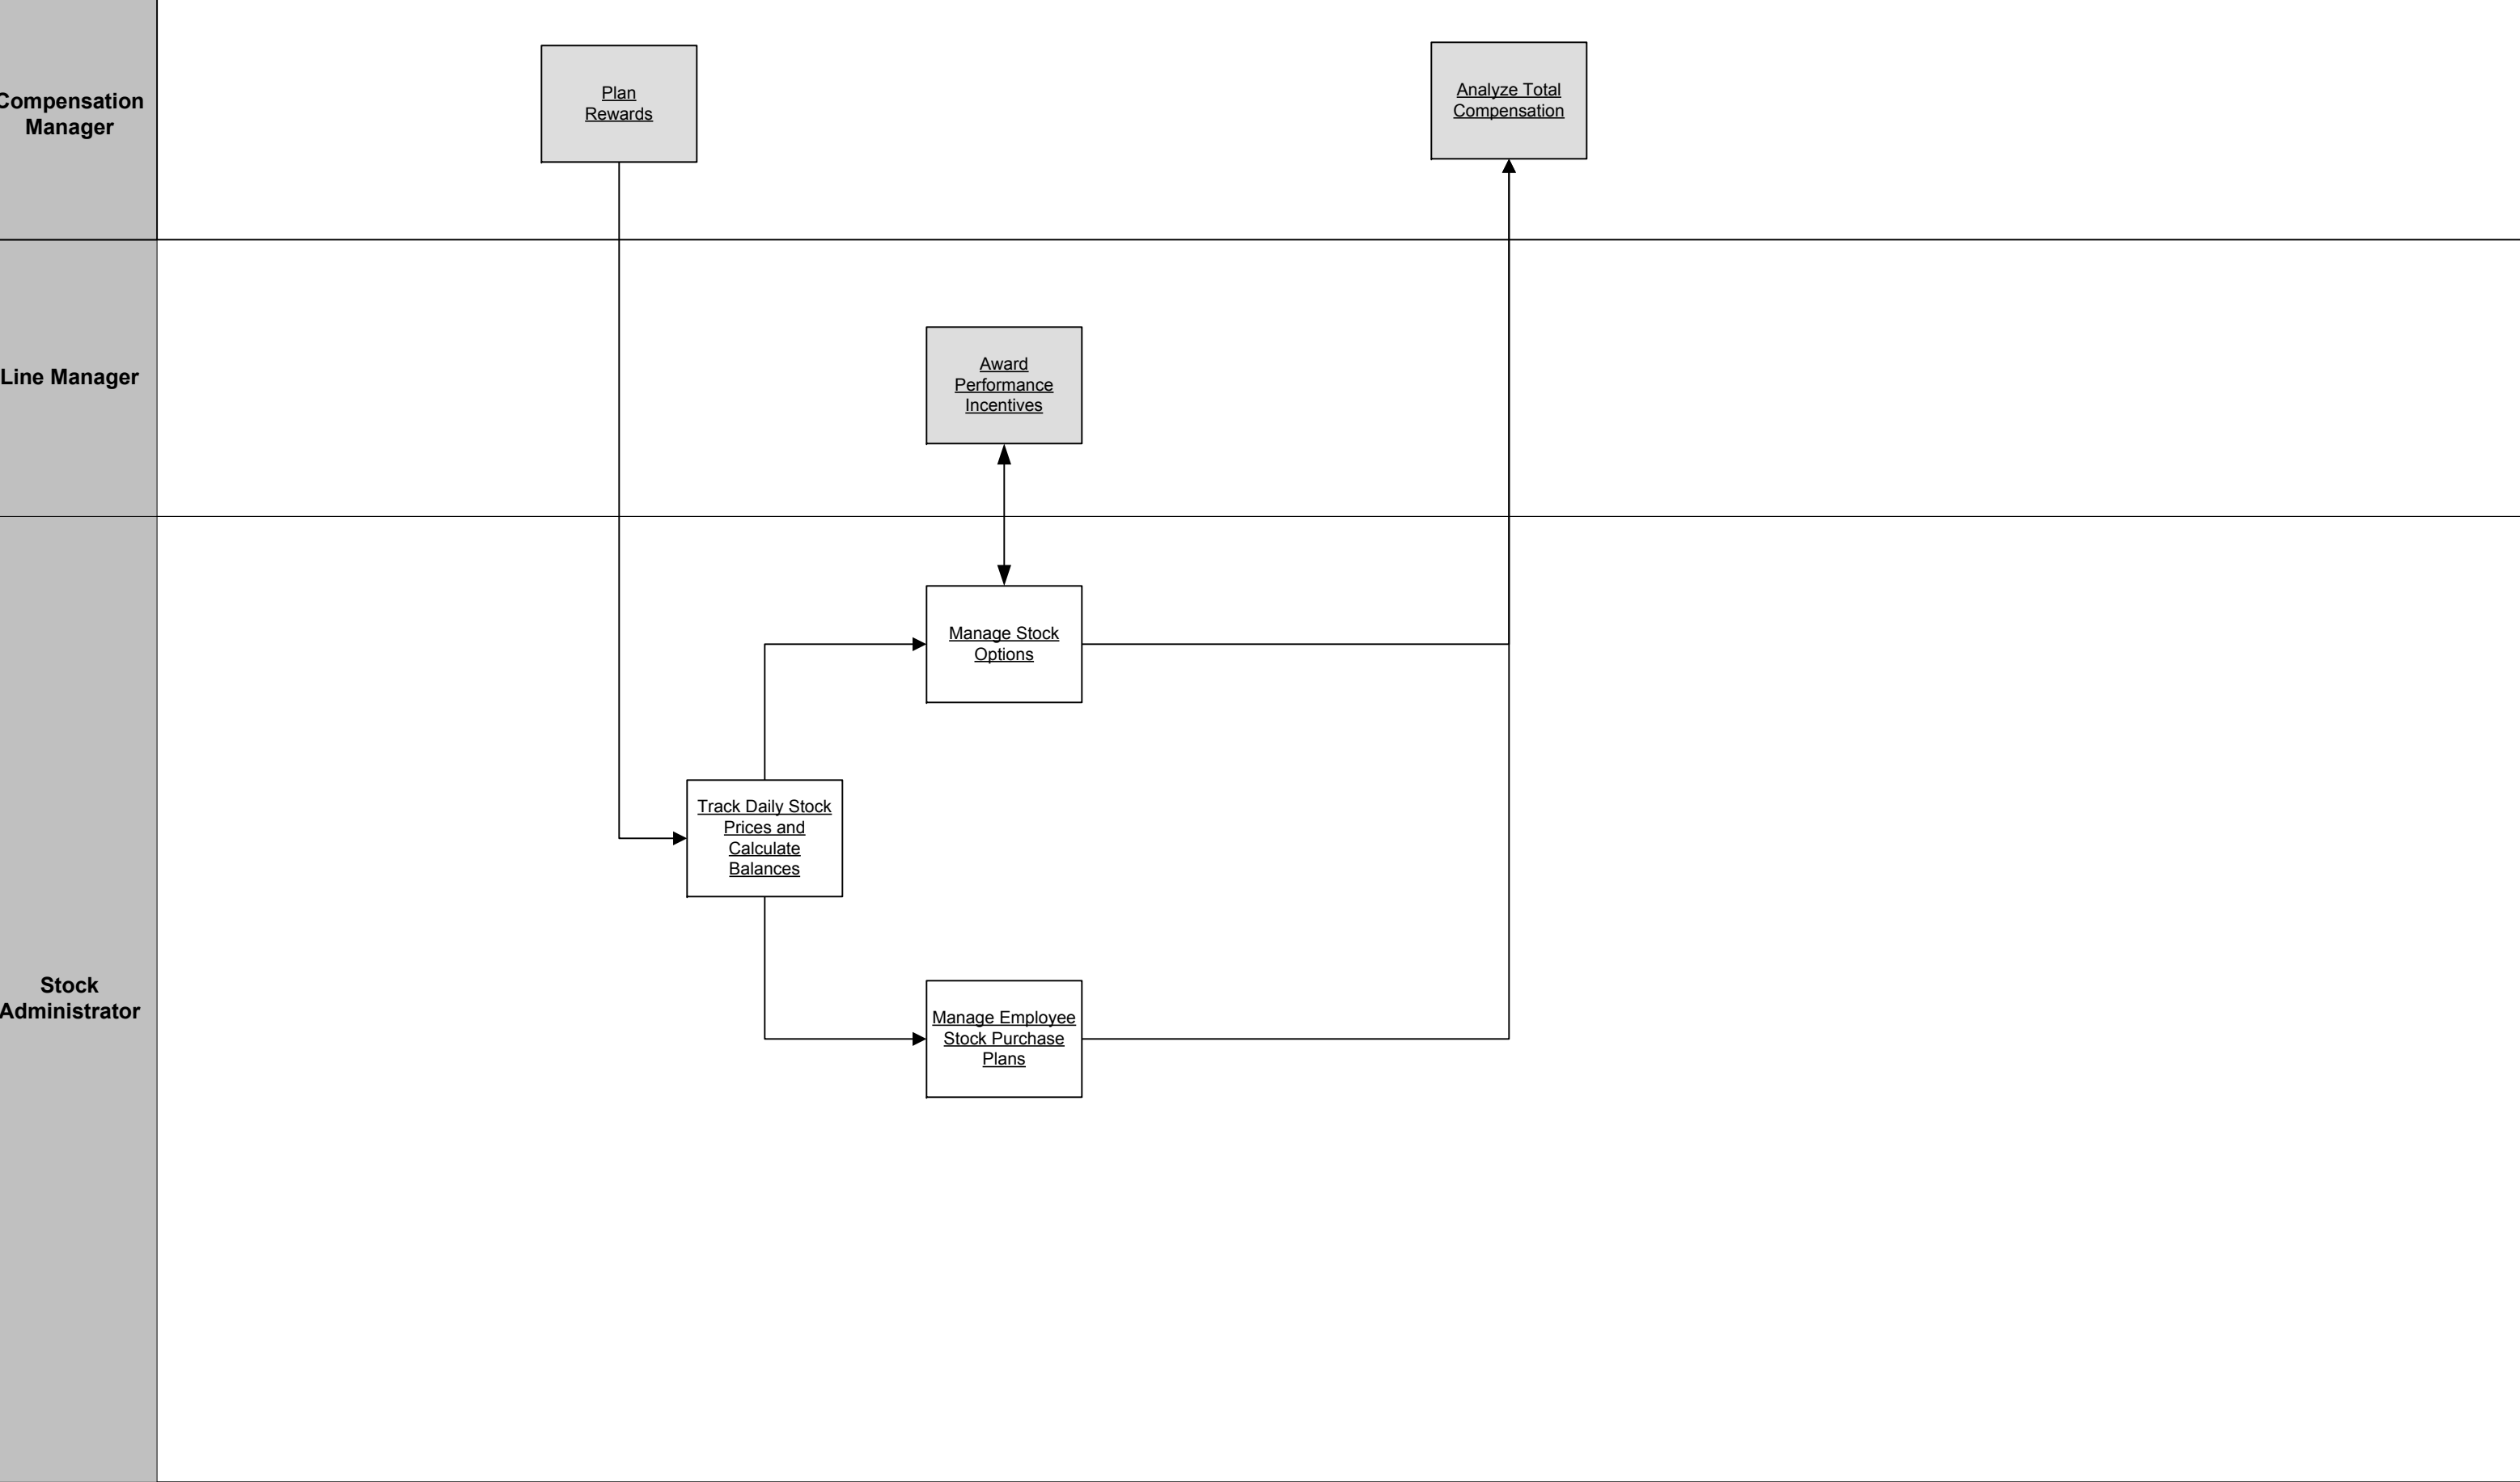 Compensation
Manager
Plan
Rewards
Analyze Total
Compensation
Line Manager
Award
Performance
Incentives
Manage Stock
Options
Track Daily Stock
Prices and
Calculate
Balances
Stock
Administrator
Manage Employee
Stock Purchase
Plans